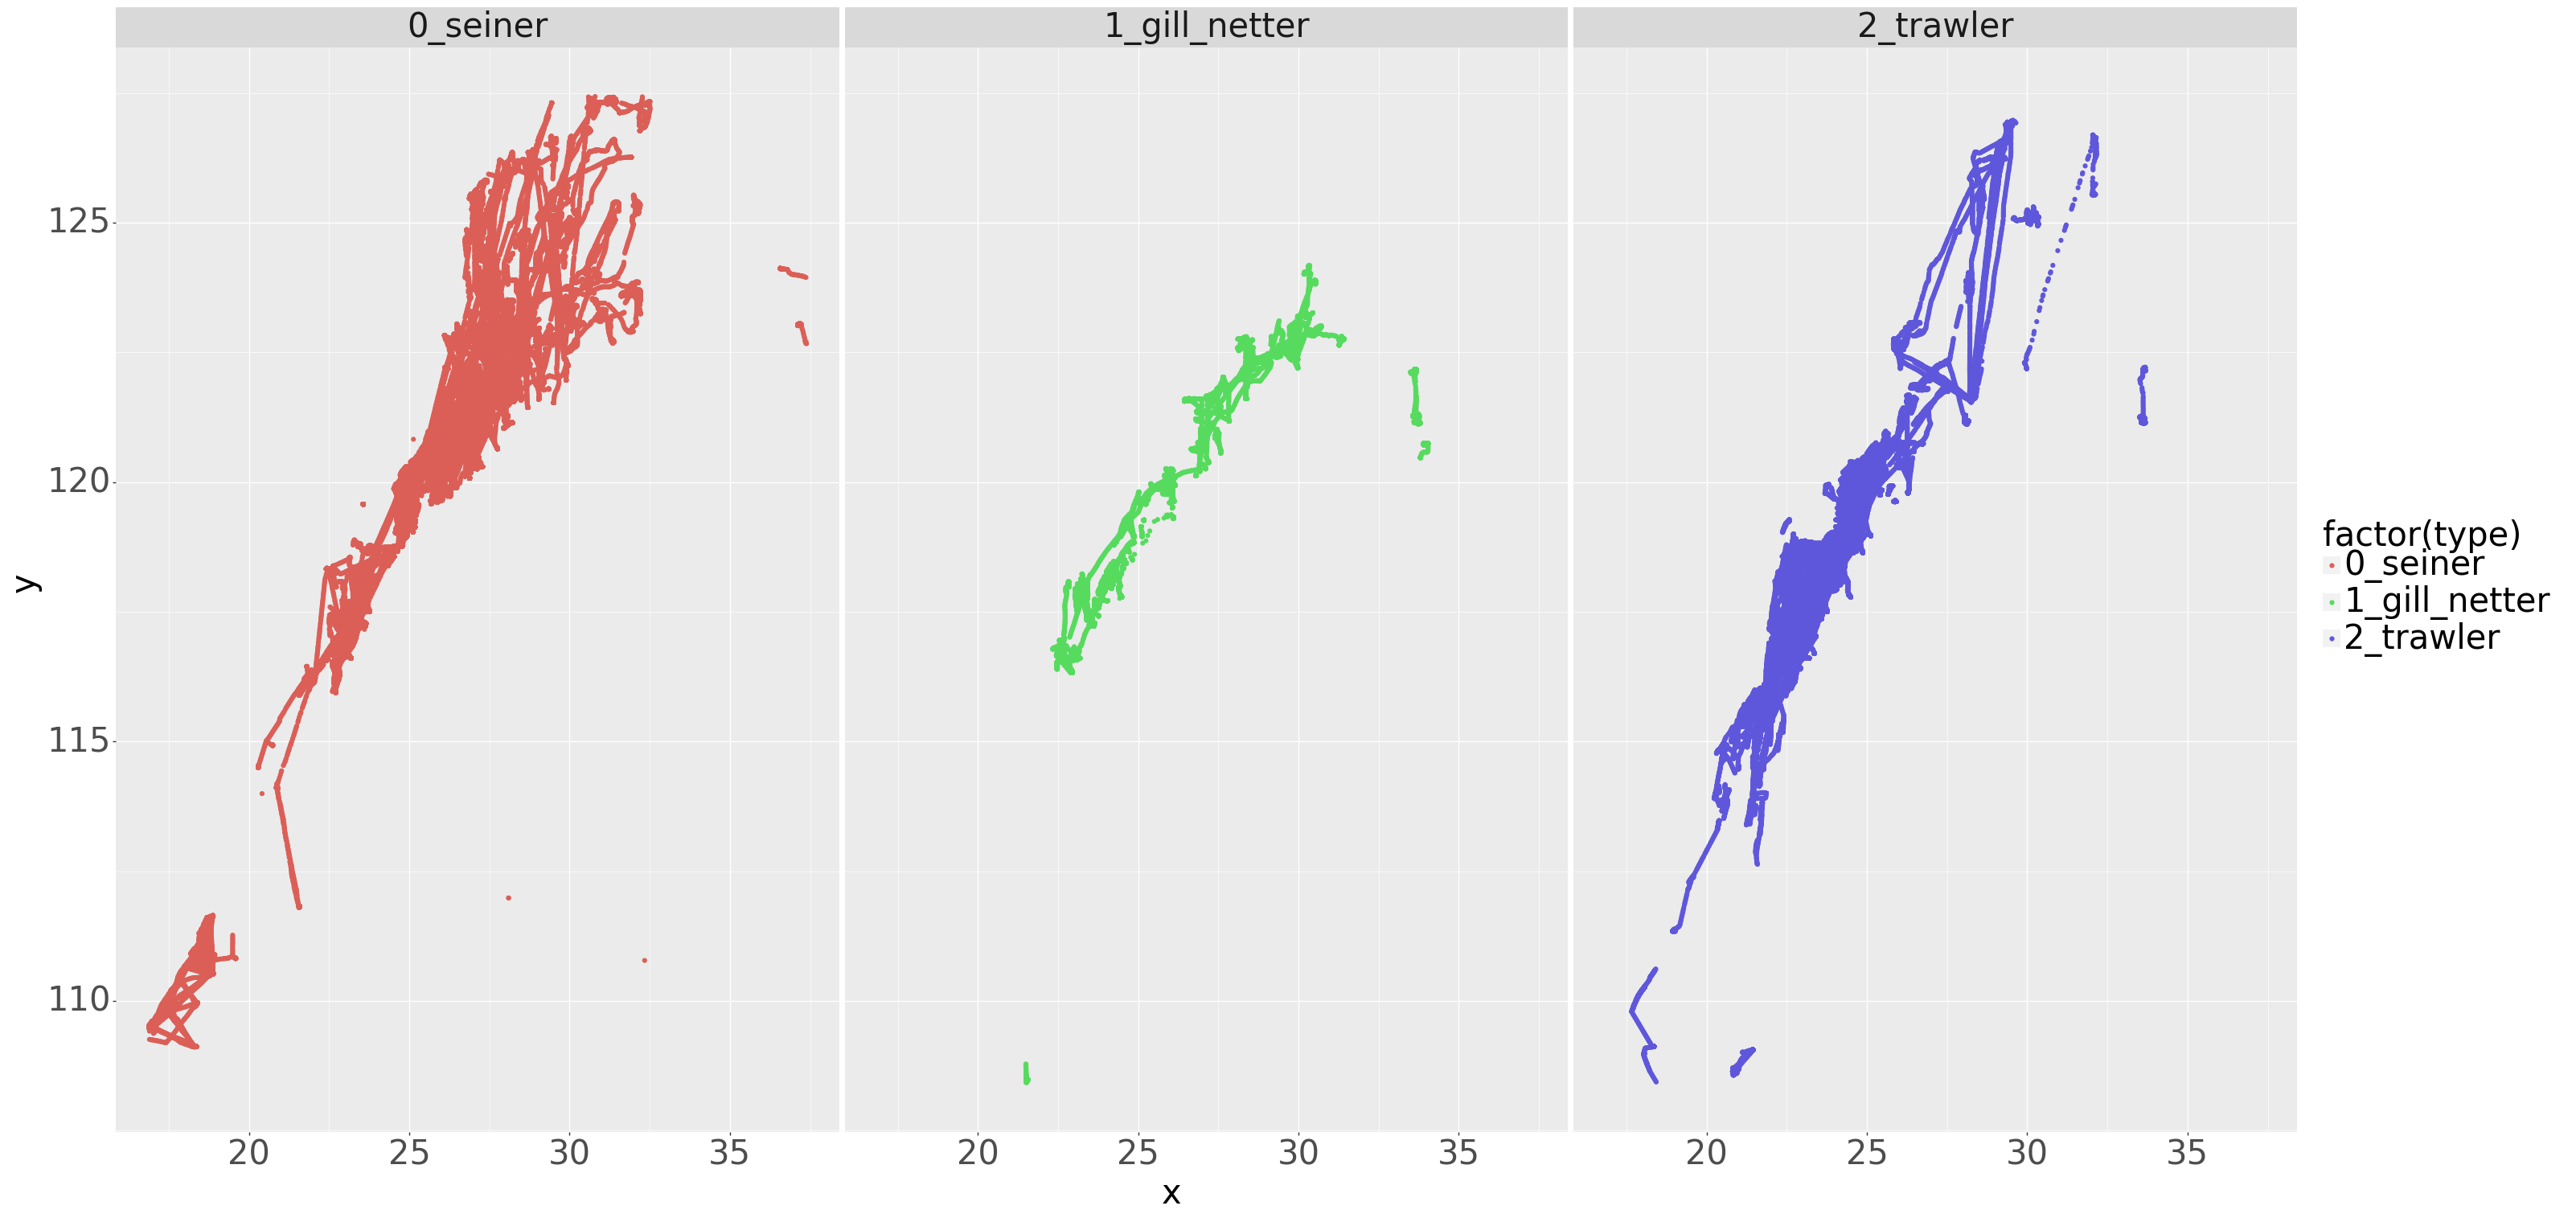 0_seiner
1_gill_netter
2_trawler
125
120
115
110
y
20 25 30 35
20 25 30 35
20 25 30 35
x
factor(type)
0_seiner
1_gill_netter
2_trawler